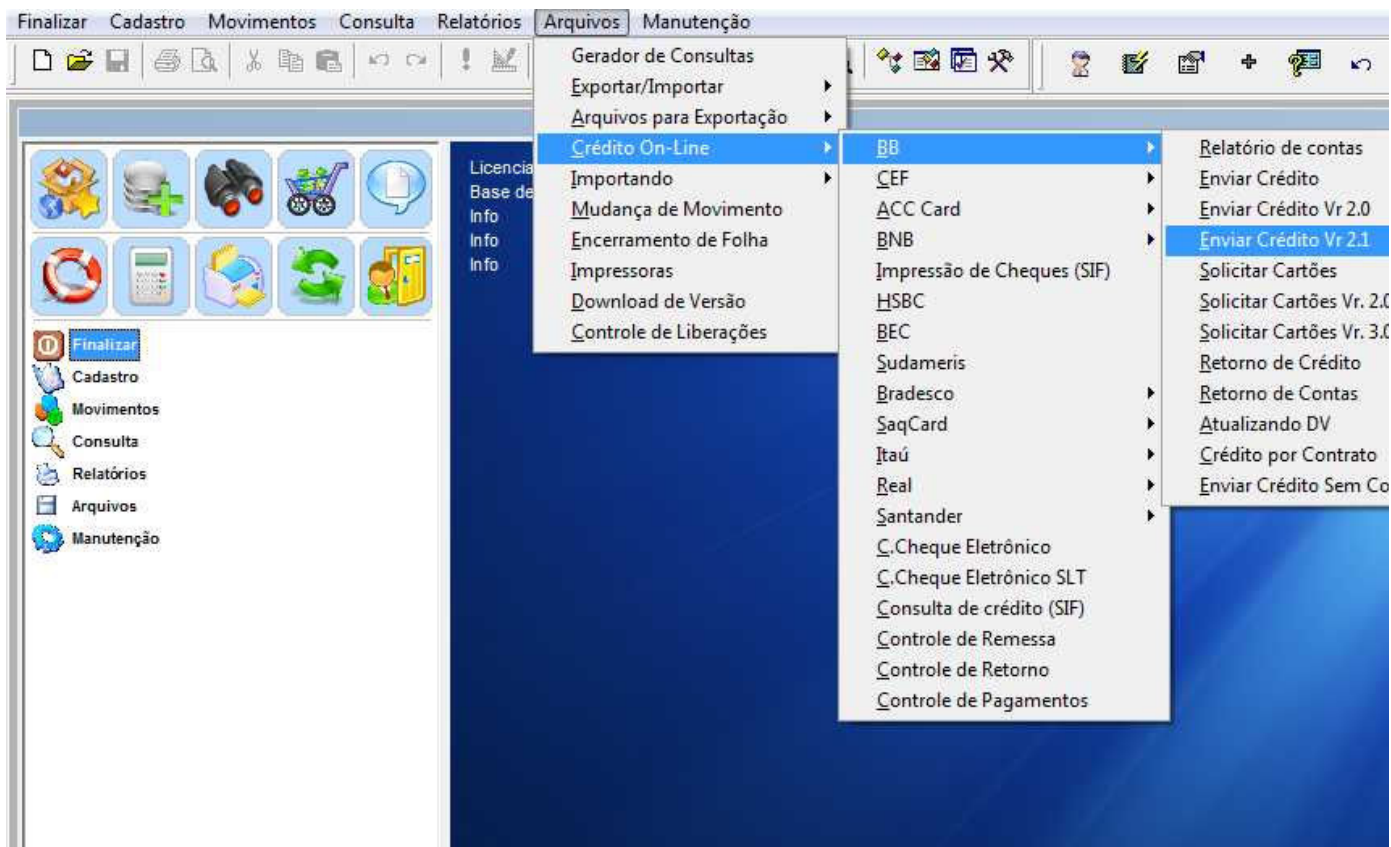 Finalizar Cadastro Movimentos Consulta Relatórios Arquivos Manutenção
Gerador de Consultas
Exportar/Importar
Arquivos para Exportação
Crédito On-Line
Importando
Mudança de Movimento
Encerramento de Folha
Impressoras
Download de Versão
Controle de Liberações
BB
CEF
ACC Card
BNB
Impressão de Cheques (SIF)
HSBC
BEC
Sudameris
Bradesco
SaqCard
Itaú
Real
Santander
C.Cheque Eletrônico
C.Cheque Eletrônico SLT
Consulta de crédito (SIF)
Controle de Remessa
Controle de Retorno
Controle de Pagamentos
Relatório de contas
Enviar Crédito
Enviar Crédito Vr 2.0
Enviar Crédito Vr 2.1
Solicitar Cartões
Solicitar Cartões Vr. 2.0
Solicitar Cartões Vr. 3.0
Retorno de Crédito
Retorno de Contas
Atualizando DV
Crédito por Contrato
Enviar Crédito Sem Co
Licencia
Base de
Info
Info
Info
Finalizar
Cadastro
Movimentos
Consulta
Relatórios
Arquivos
Manutenção